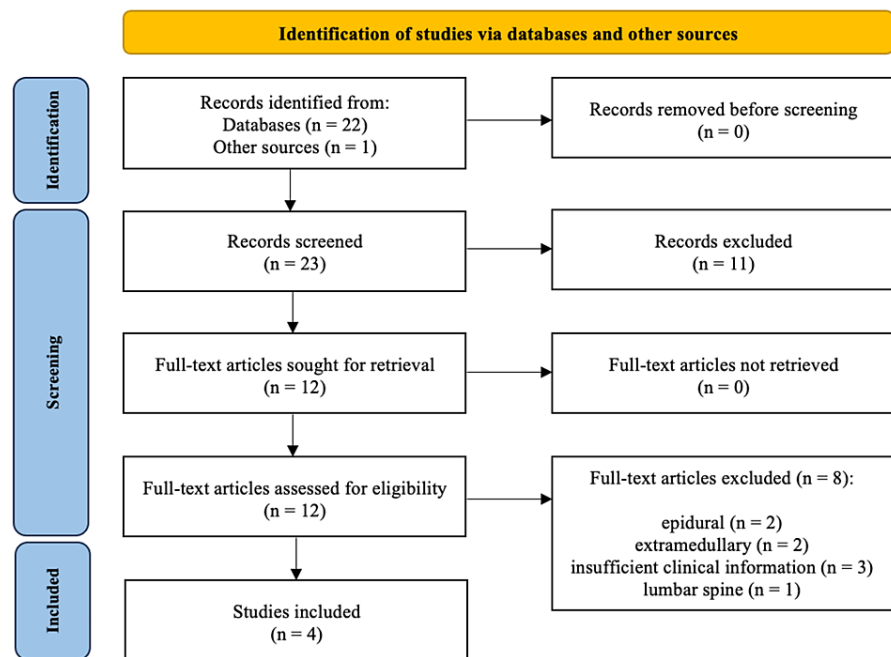 Identification of studies via databases and other sources
Identification
Records identified from:
Databases (n = 22)
Other sources (n = 1)
Records removed before screening
(n = 0)
Screening
Records screened
(n = 23)
Records excluded
(n = 11)
Full-text articles sought for retrieval
(n = 12)
Full-text articles not retrieved
(n = 0)
Full-text articles assessed for eligibility
(n = 12)
Full-text articles excluded (n = 8):
epidural (n = 2)
extramedullary (n = 2)
insufficient clinical information (n = 3)
lumbar spine (n = 1)
Included
Studies included
(n = 4)